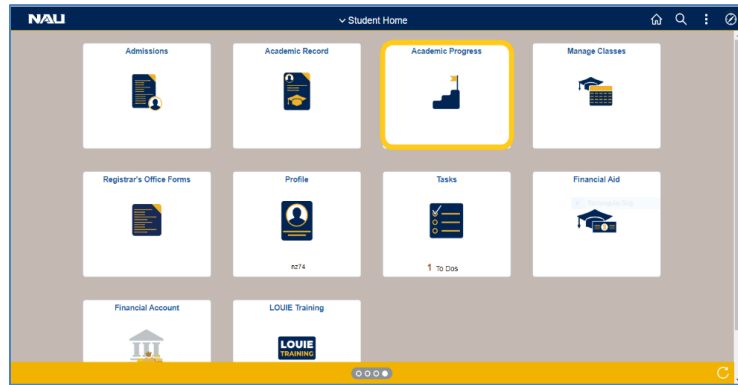 NAU
Student Home
Admissions
Academic Record
Academic Progress
Manage Classes
Registrar's Office Forms
Profile
Tasks
Financial Aid
nz74
1 To Dos
Financial Account
LOUIE Training
LOUIE
TRAINING